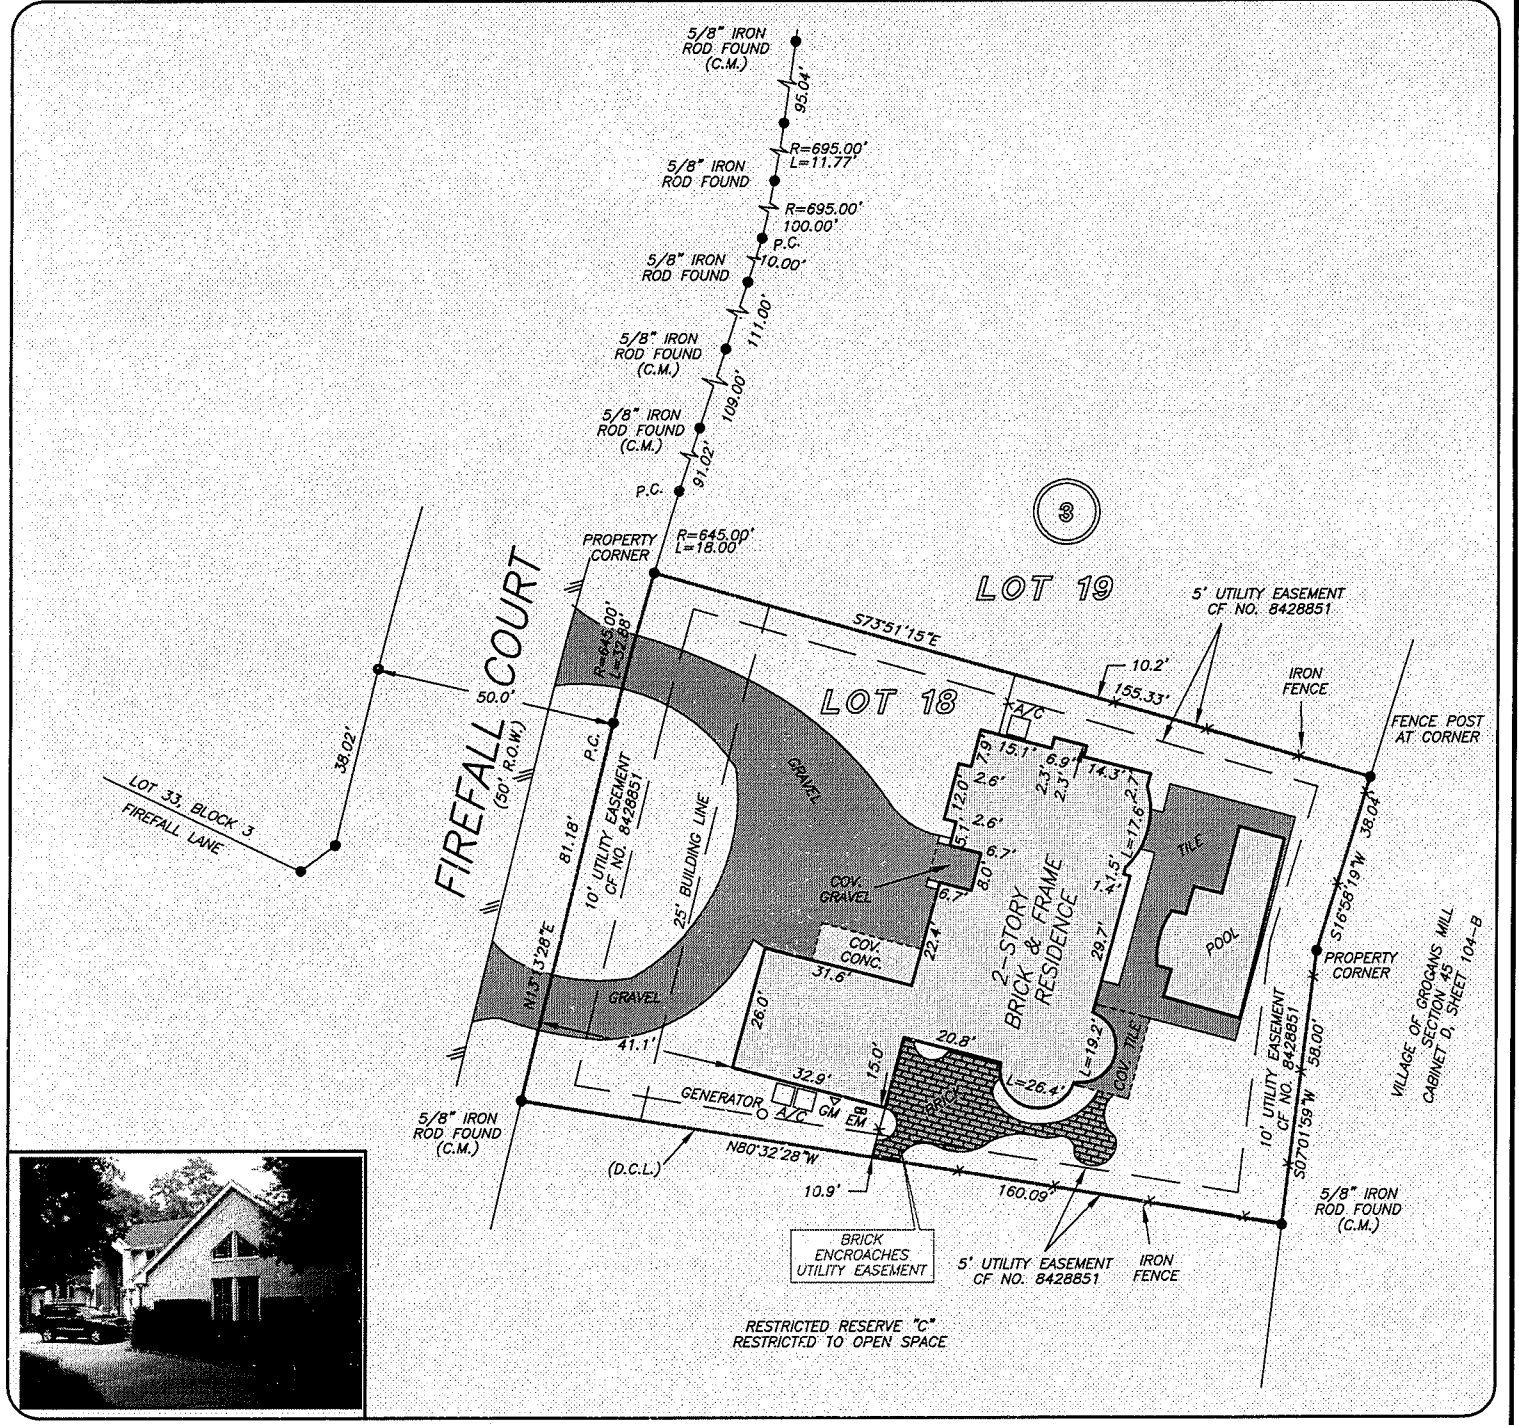 5/8" IRON
ROD FOUND
(C.M.)
95.04'
R=695.00'
L=11.77'
5/8" IRON
ROD FOUND
R=695.00'
100.00'
P.C.
10.00'
5/8" IRON
ROD FOUND
111.00'
5/8" IRON
ROD FOUND
(C.M.)
109.00'
5/8" IRON
ROD FOUND
(C.M.)
91.02'
P.C.
3
R=645.00'
L=18.00'
PROPERTY
CORNER
LOT 19
5' UTILITY EASEMENT
CF NO. 8428851
S73°51'15"E
10.2'
155.33'
IRON
FENCE
FENCE POST
AT CORNER
R=645.00'
L=32.88'
FIREFALL COURT
(50' R.O.W.)
50.0'
38.02'
LOT 33, BLOCK 3
FIREFALL LANE
P.C.
81.18'
N13°13'28"E
10' UTILITY EASEMENT
CF NO. 8428851
25' BUILDING LINE
LOT 18
GRAVEL
A/C
15.1'
7.9'
6.9'
2.3'
2.3'
14.3'
2.7'
2.6'
12.0'
2.6'
5.1'
6.7'
8.0'
6.7'
L=17.6'
1.5'
1.4'
TILE
38.04'
S16°58'19"W
COV.
GRAVEL
COV.
CONC.
22.4'
31.6'
2-STORY
BRICK & FRAME
RESIDENCE
29.7'
POOL
PROPERTY
CORNER
VILLAGE OF GROGANS MILL
SECTION 45
CABINET D, SHEET 104-B
GRAVEL
26.0'
41.1'
32.9'
15.0'
20.8'
L=19.2'
COV. TILE
L=26.4'
BRICK
10' UTILITY EASEMENT
CF NO. 8428851
58.00'
S07°01'59"W
GENERATOR
A/C
GM
EM
5/8" IRON
ROD FOUND
(C.M.)
(D.C.L.)
N80°32'28"W
10.9'
160.09'
5/8" IRON
ROD FOUND
(C.M.)
BRICK
ENCROACHES
UTILITY EASEMENT
5' UTILITY EASEMENT
CF NO. 8428851
IRON
FENCE
RESTRICTED RESERVE "C"
RESTRICTED TO OPEN SPACE